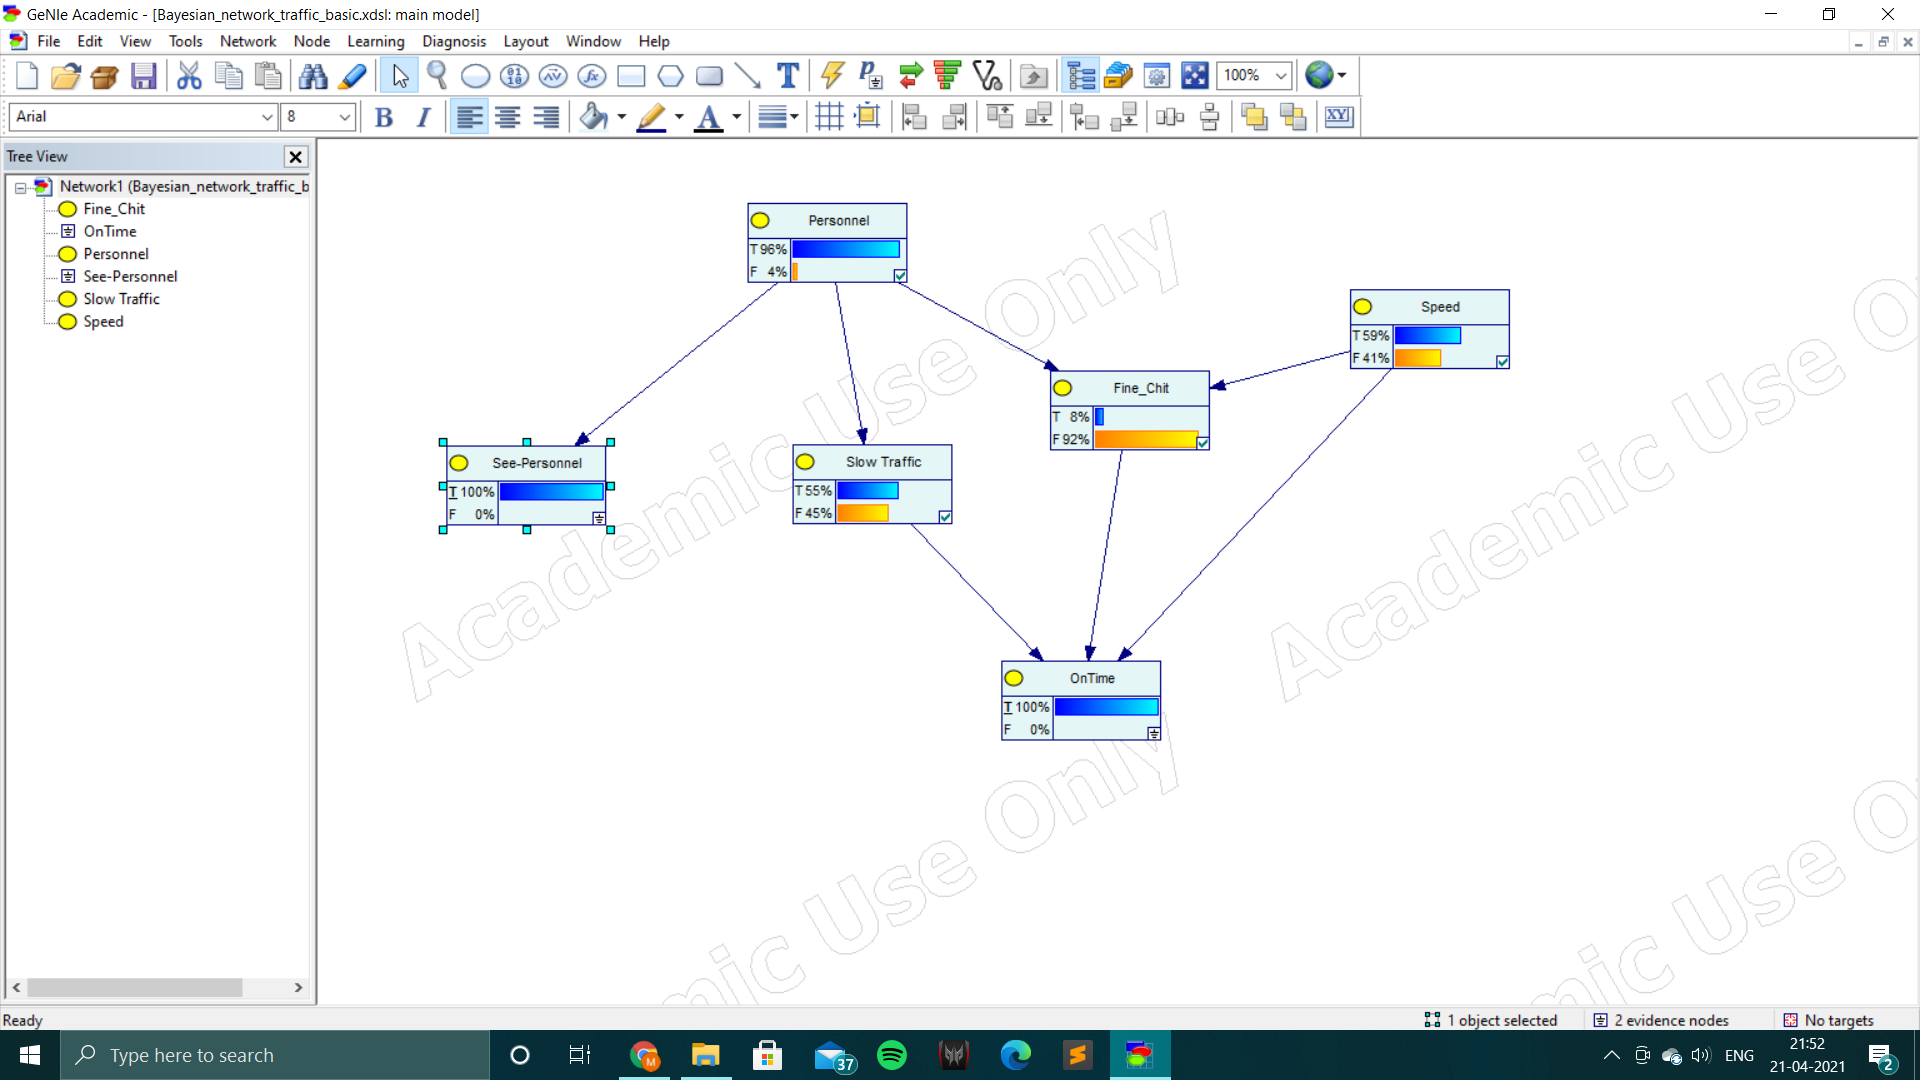 GeNIe Academic - [Bayesian_network_traffic_basic.xdsl: main model]
File Edit View Tools Network Node Learning Diagnosis Layout Window Help
100%
Arial 8
Tree View
Network1 (Bayesian_network_traffic_b
Fine_Chit
OnTime
Personnel
See-Personnel
Slow Traffic
Speed
Personnel
T 96%
F 4%
Speed
T 59%
F 41%
Fine_Chit
T 8%
F 92%
See-Personnel
T 100%
F 0%
Slow Traffic
T 55%
F 45%
OnTime
T 100%
F 0%
Academic Use Only
Academic Use O
mic Use Only
mic Use O
Ready
1 object selected
2 evidence nodes
No targets
Type here to search
37
ENG
21:52
21-04-2021
2